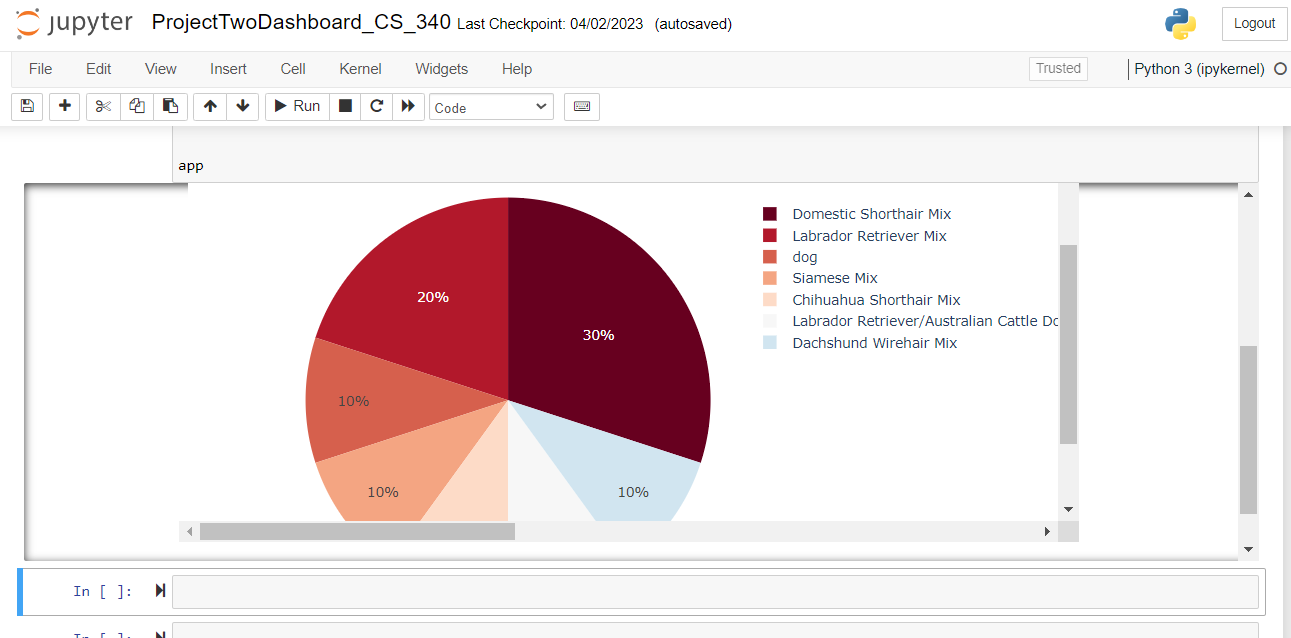 jupyter ProjectTwoDashboard_CS_340 Last Checkpoint: 04/02/2023 (autosaved) Logout
File Edit View Insert Cell Kernel Widgets Help Trusted Python 3 (ipykernel)
Run Code
app
Domestic Shorthair Mix
Labrador Retriever Mix
dog
Siamese Mix
Chihuahua Shorthair Mix
Labrador Retriever/Australian Cattle
Dachshund Wirehair Mix
20%
30%
10%
10%
10%
In [ ]:
In [ ]: